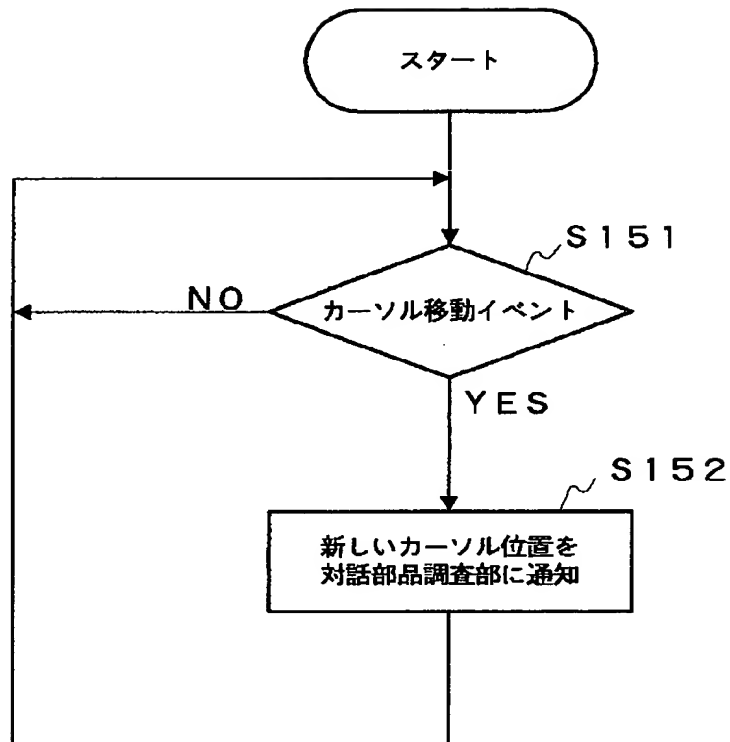 スタート
S151
NO
カーソル移動イベント
YES
S152
新しいカーソル位置を
対話部品調査部に通知